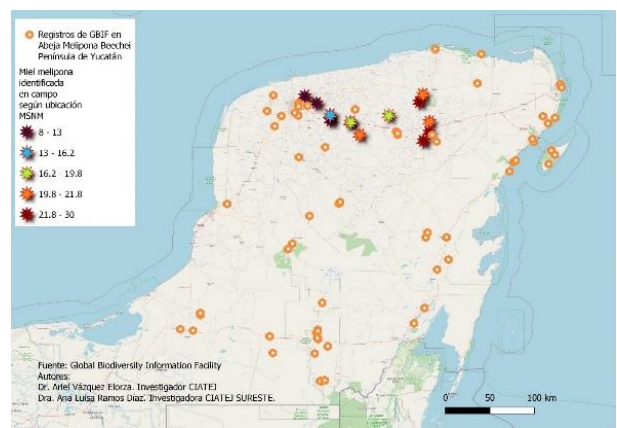 Registros de GBIF en
Abeja Melipona Beechei
Península de Yucatán
Miel melipona
identificada
en campo
según ubicación
MSNM
8 - 13
13 - 16.2
16.2 - 19.8
19.8 - 21.8
21.8 - 30
Fuente: Global Biodiversity Information Facility
Autores:
Dr. Ariel Vázquez Elorza. Investigador CIATEJ
Dra. Ana Luisa Ramos Díaz. Investigadora CIATEJ SURESTE.
0 50 100 km